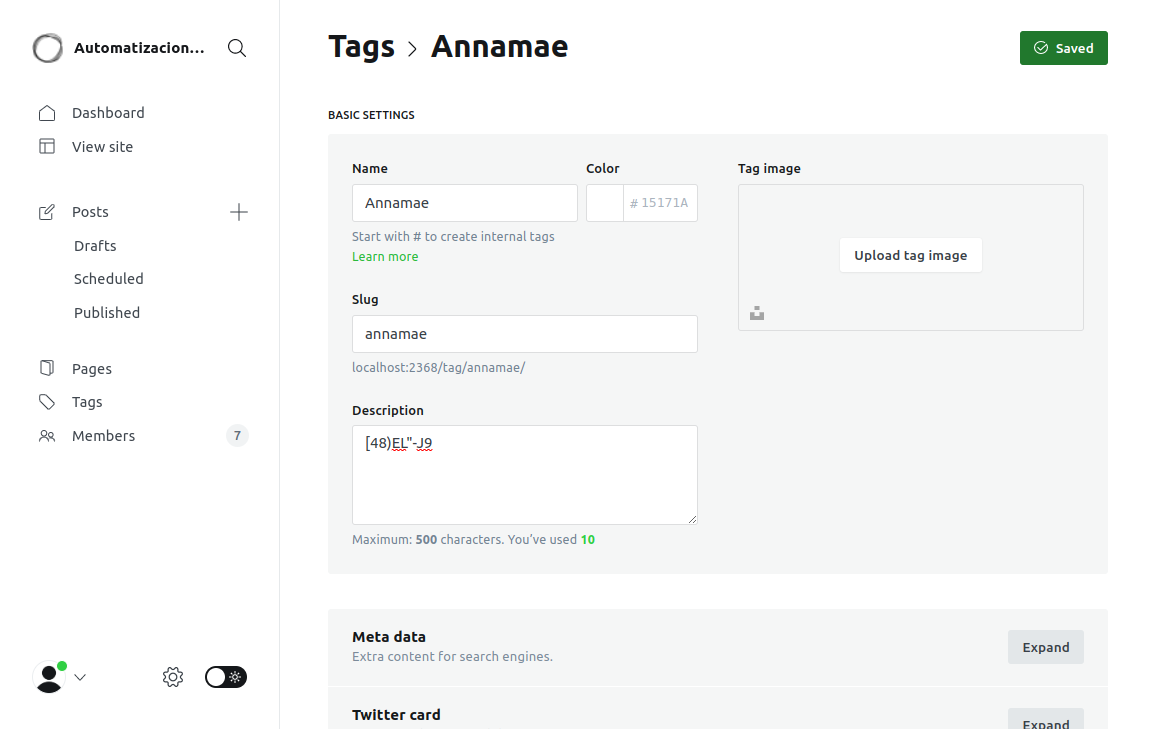 Automatizacion...
Dashboard
View site
Posts
Drafts
Scheduled
Published
Pages
Tags
Members 7
Tags > Annamae
Saved
BASIC SETTINGS
Name
Annamae
Color
# 15171A
Start with # to create internal tags
Learn more
Slug
annamae
localhost:2368/tag/annamae/
Description
[48)EL"-J9
Maximum: 500 characters. You've used 10
Tag image
Upload tag image
Meta data
Extra content for search engines.
Expand
Twitter card
Expand